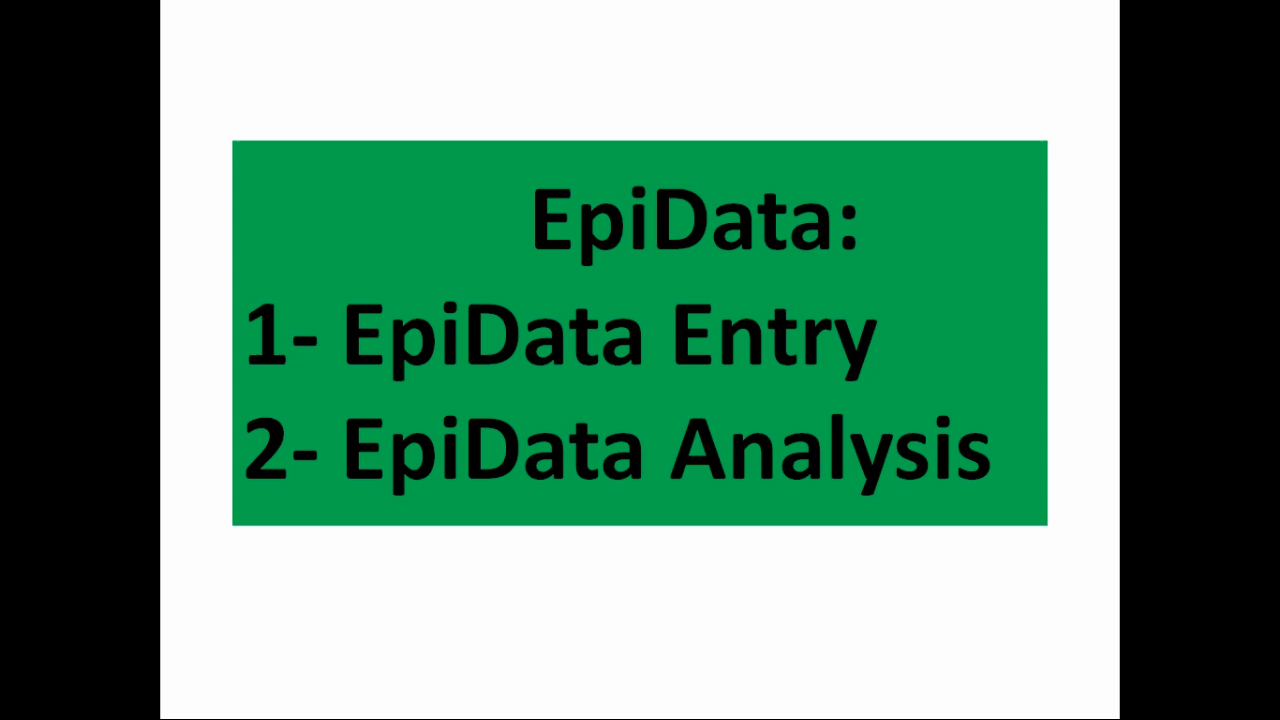 EpiData:
1- EpiData Entry
2- EpiData Analysis